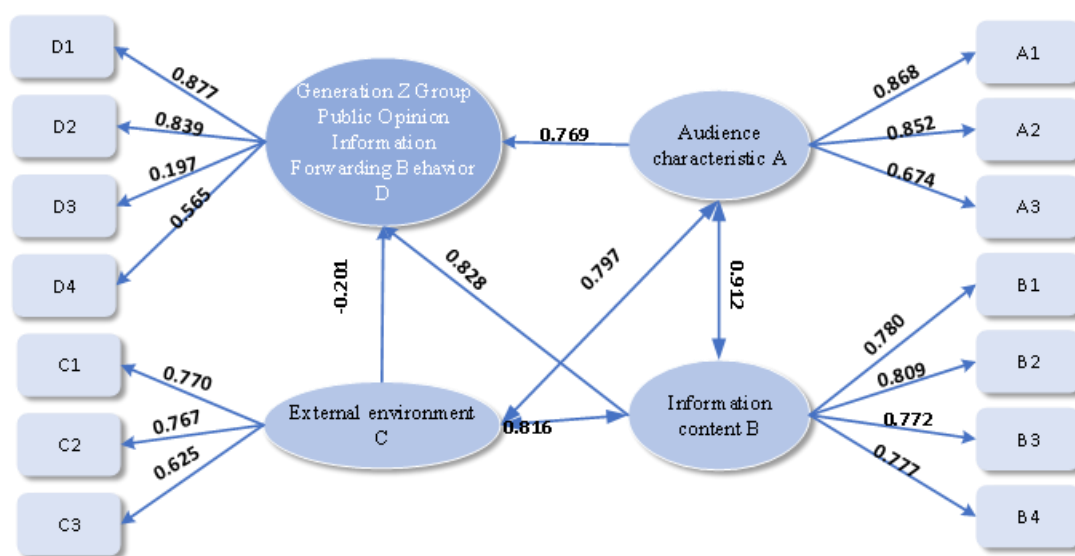 D1
D2
D3
D4
C1
C2
C3
0.877
0.839
0.197
0.565
0.770
0.767
0.625
Generation Z Group
Public Opinion
Information
Forwarding Behavior
D
0.769
Audience
characteristic A
-0.201
0.828
0.797
0.912
External environment
C
0.816
Information
content B
0.868
0.852
0.674
0.780
0.809
0.772
0.777
A1
A2
A3
B1
B2
B3
B4